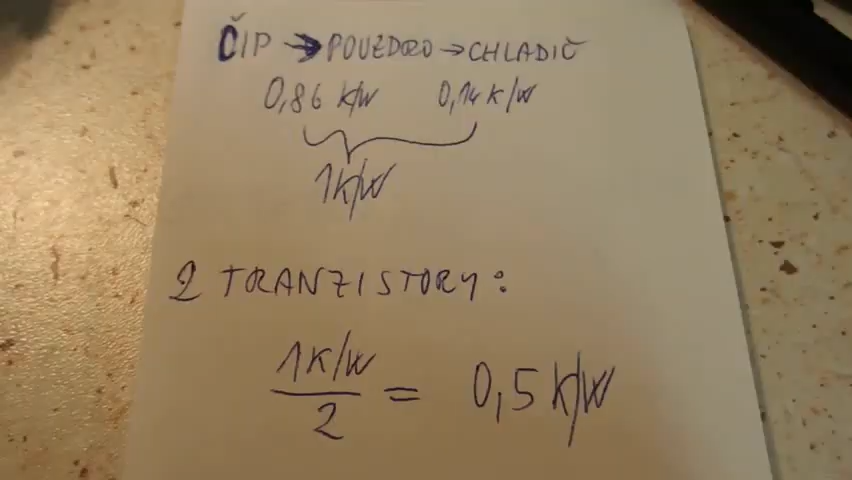 ČIP → POUZDRO → CHLADIČ
0,86 K/W 0,14 K/W
1K/W
2 TRANZISTORY:
1K/W
2
= 0,5 K/W